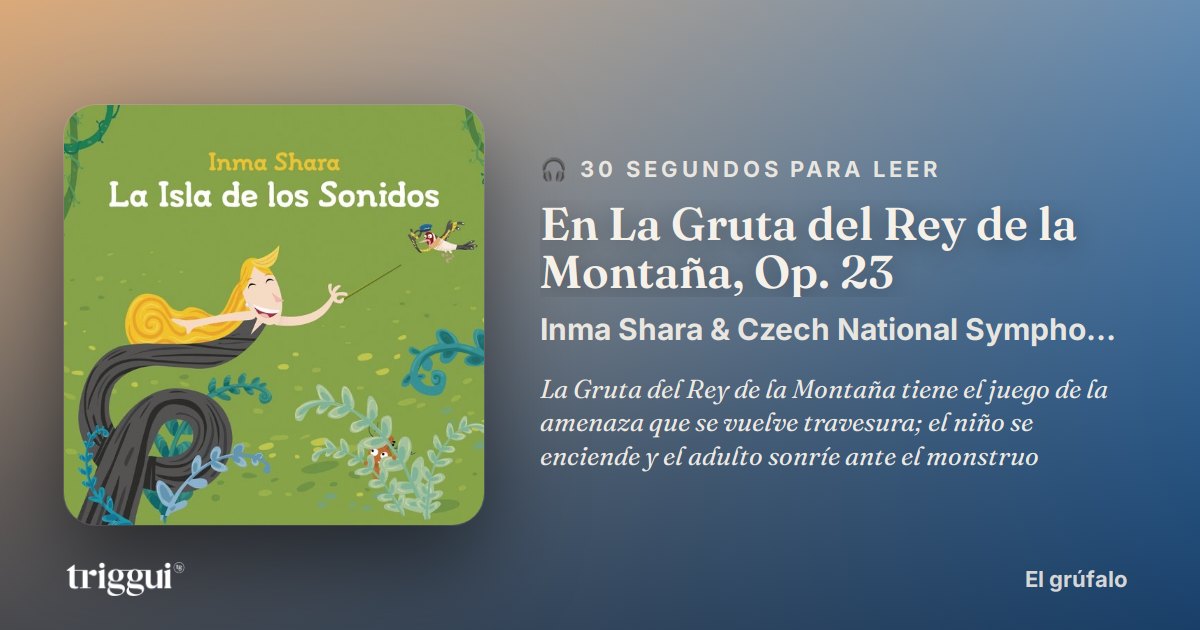 Inma Shara
La Isla de los Sonidos
🎧 30 SEGUNDOS PARA LEER
En La Gruta del Rey de la
Montaña, Op. 23
Inma Shara & Czech National Sympho...
La Gruta del Rey de la Montaña tiene el juego de la
amenaza que se vuelve travesura; el niño se
enciende y el adulto sonríe ante el monstruo
triggui
El grúfalo